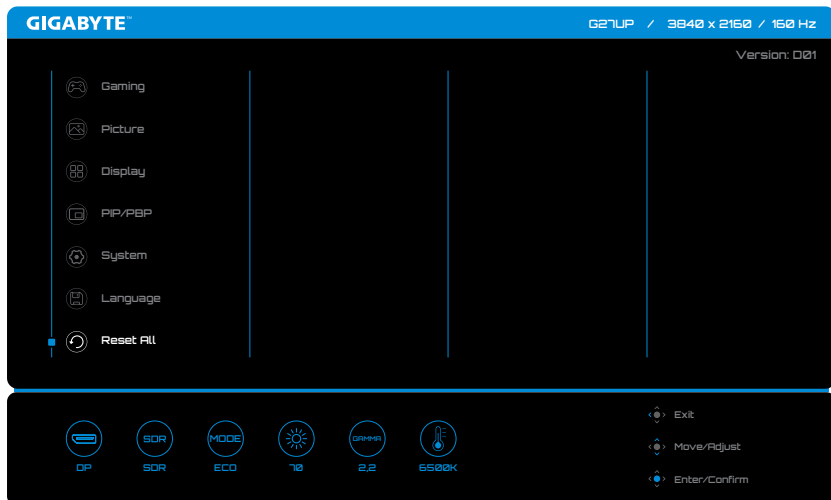 GIGABYTE™
G27UP / 3840 x 2160 / 160 Hz
Version: D01
Gaming
Picture
Display
PIP/PBP
System
Language
Reset All
SDR
MODE
GAMMA
DP
SDR
ECO
70
2.2
6500K
Exit
Move/Adjust
Enter/Confirm